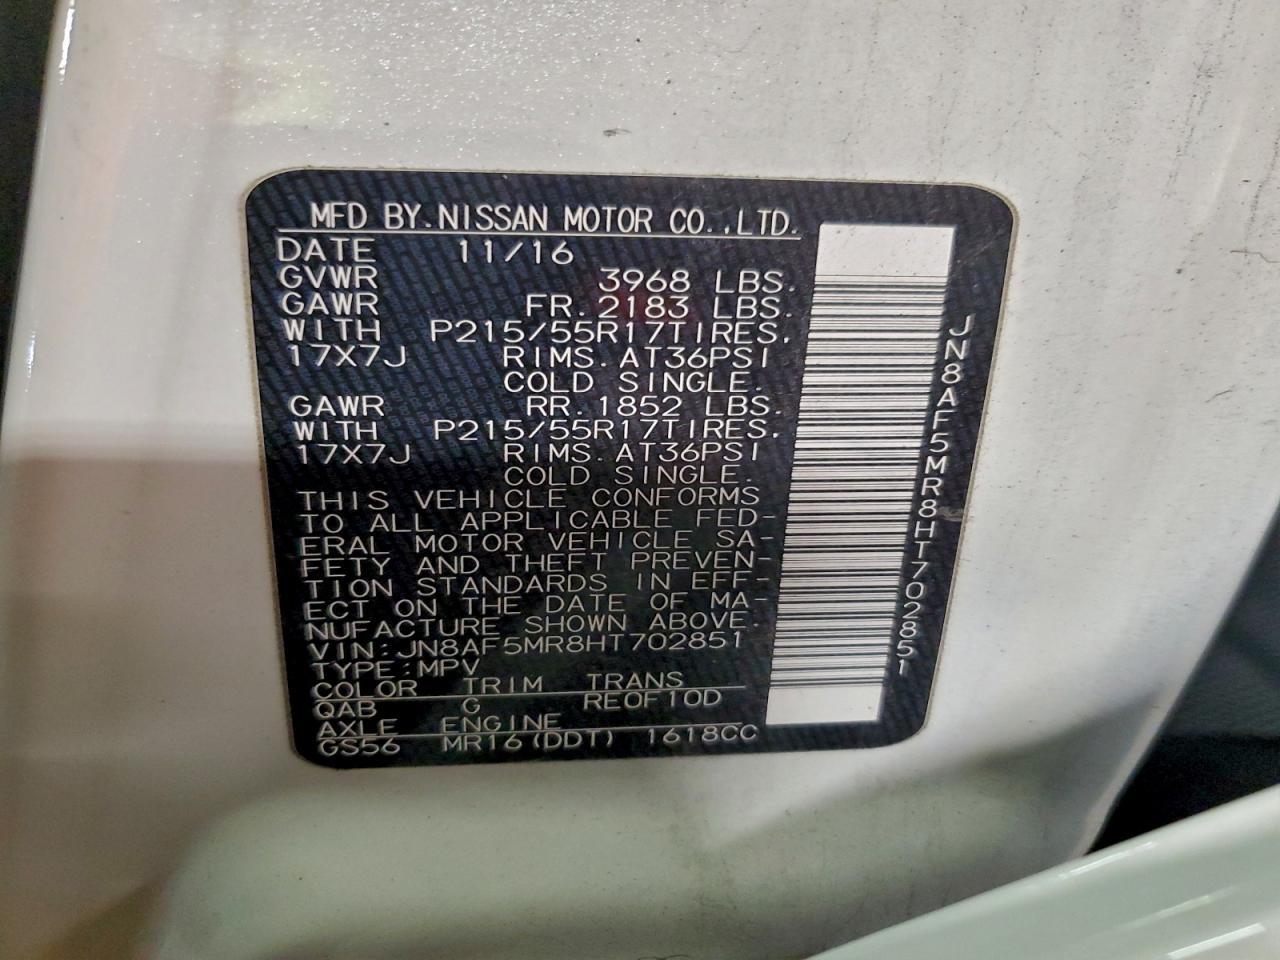 MFD BY.NISSAN MOTOR CO.,LTD.
DATE 11/16
GVWR 3968 LBS.
GAWR FR. 2183 LBS.
WITH P215/55R17TIRES.
17X7J RIMS. AT36PSI
COLD SINGLE.
GAWR RR. 1852 LBS.
WITH P215/55R17TIRES.
17X7J RIMS. AT36PSI
COLD SINGLE.
THIS VEHICLE CONFORMS
TO ALL APPLICABLE FED-
ERAL MOTOR VEHICLE SA-
FETY AND THEFT PREVEN-
TION STANDARDS IN EFF-
ECT ON THE DATE OF MA-
NUFACTURE SHOWN ABOVE.
VIN:JN8AF5MR8HT702851
TYPE:MPV
COLOR TRIM TRANS
QAB G RE0F10D
AXLE ENGINE
GS56 MR16(DDT) 1618CC
JN8AF5MR8HT702851